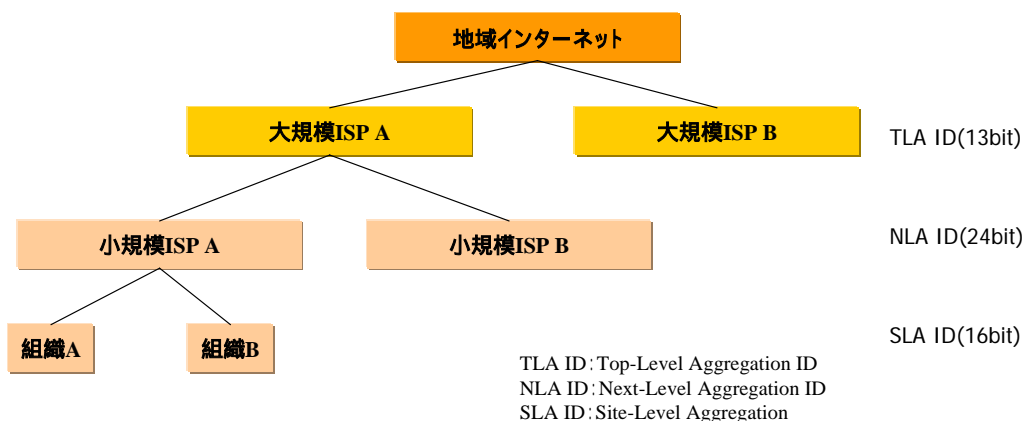 地域インターネット
大規模ISP A
大規模ISP B
TLA ID(13bit)
小規模ISP A
小規模ISP B
NLA ID(24bit)
組織A
組織B
SLA ID(16bit)
TLA ID:Top-Level Aggregation ID
NLA ID:Next-Level Aggregation ID
SLA ID:Site-Level Aggregation